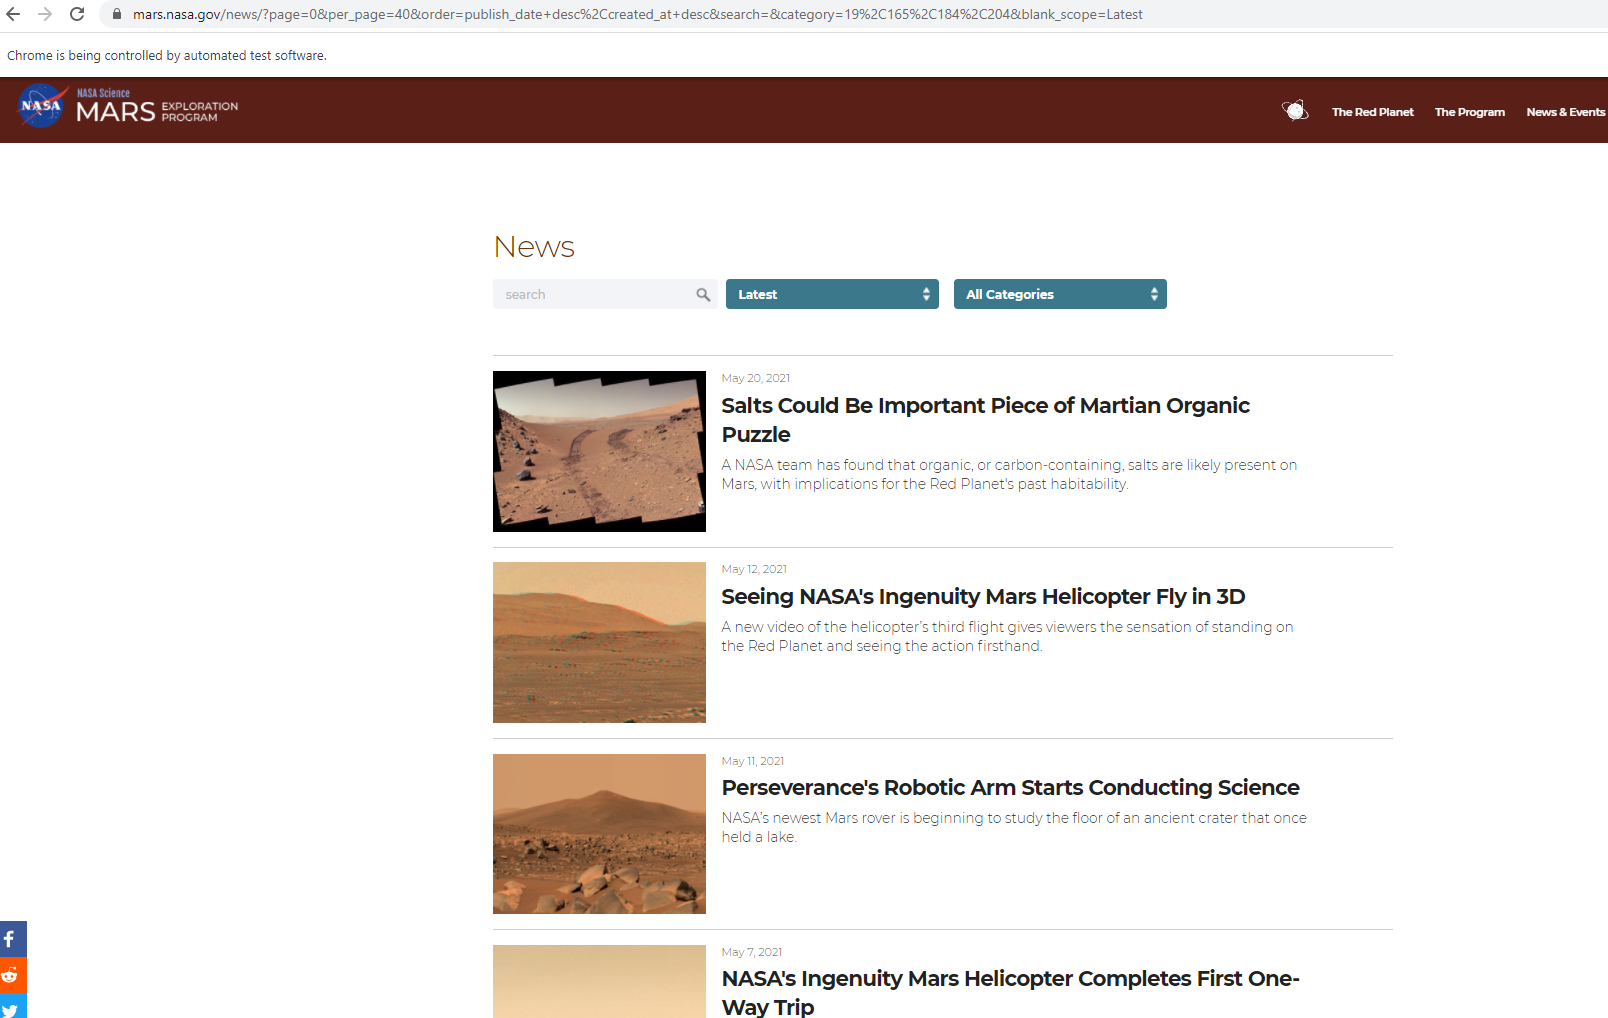 mars.nasa.gov/news/?page=0&per_page=40&order=publish_date+desc%2Ccreated_at+desc&search=&category=19%2C165%2C184%2C204&blank_scope=Latest
Chrome is being controlled by automated test software.
NASA
NASA Science
MARS EXPLORATION PROGRAM
The Red Planet
The Program
News & Events
News
search
Latest
All Categories
May 20, 2021
Salts Could Be Important Piece of Martian Organic
Puzzle
A NASA team has found that organic, or carbon-containing, salts are likely present on
Mars, with implications for the Red Planet's past habitability.
May 12, 2021
Seeing NASA's Ingenuity Mars Helicopter Fly in 3D
A new video of the helicopter’s third flight gives viewers the sensation of standing on
the Red Planet and seeing the action firsthand.
May 11, 2021
Perseverance's Robotic Arm Starts Conducting Science
NASA’s newest Mars rover is beginning to study the floor of an ancient crater that once
held a lake.
May 7, 2021
NASA's Ingenuity Mars Helicopter Completes First One-
Way Trip